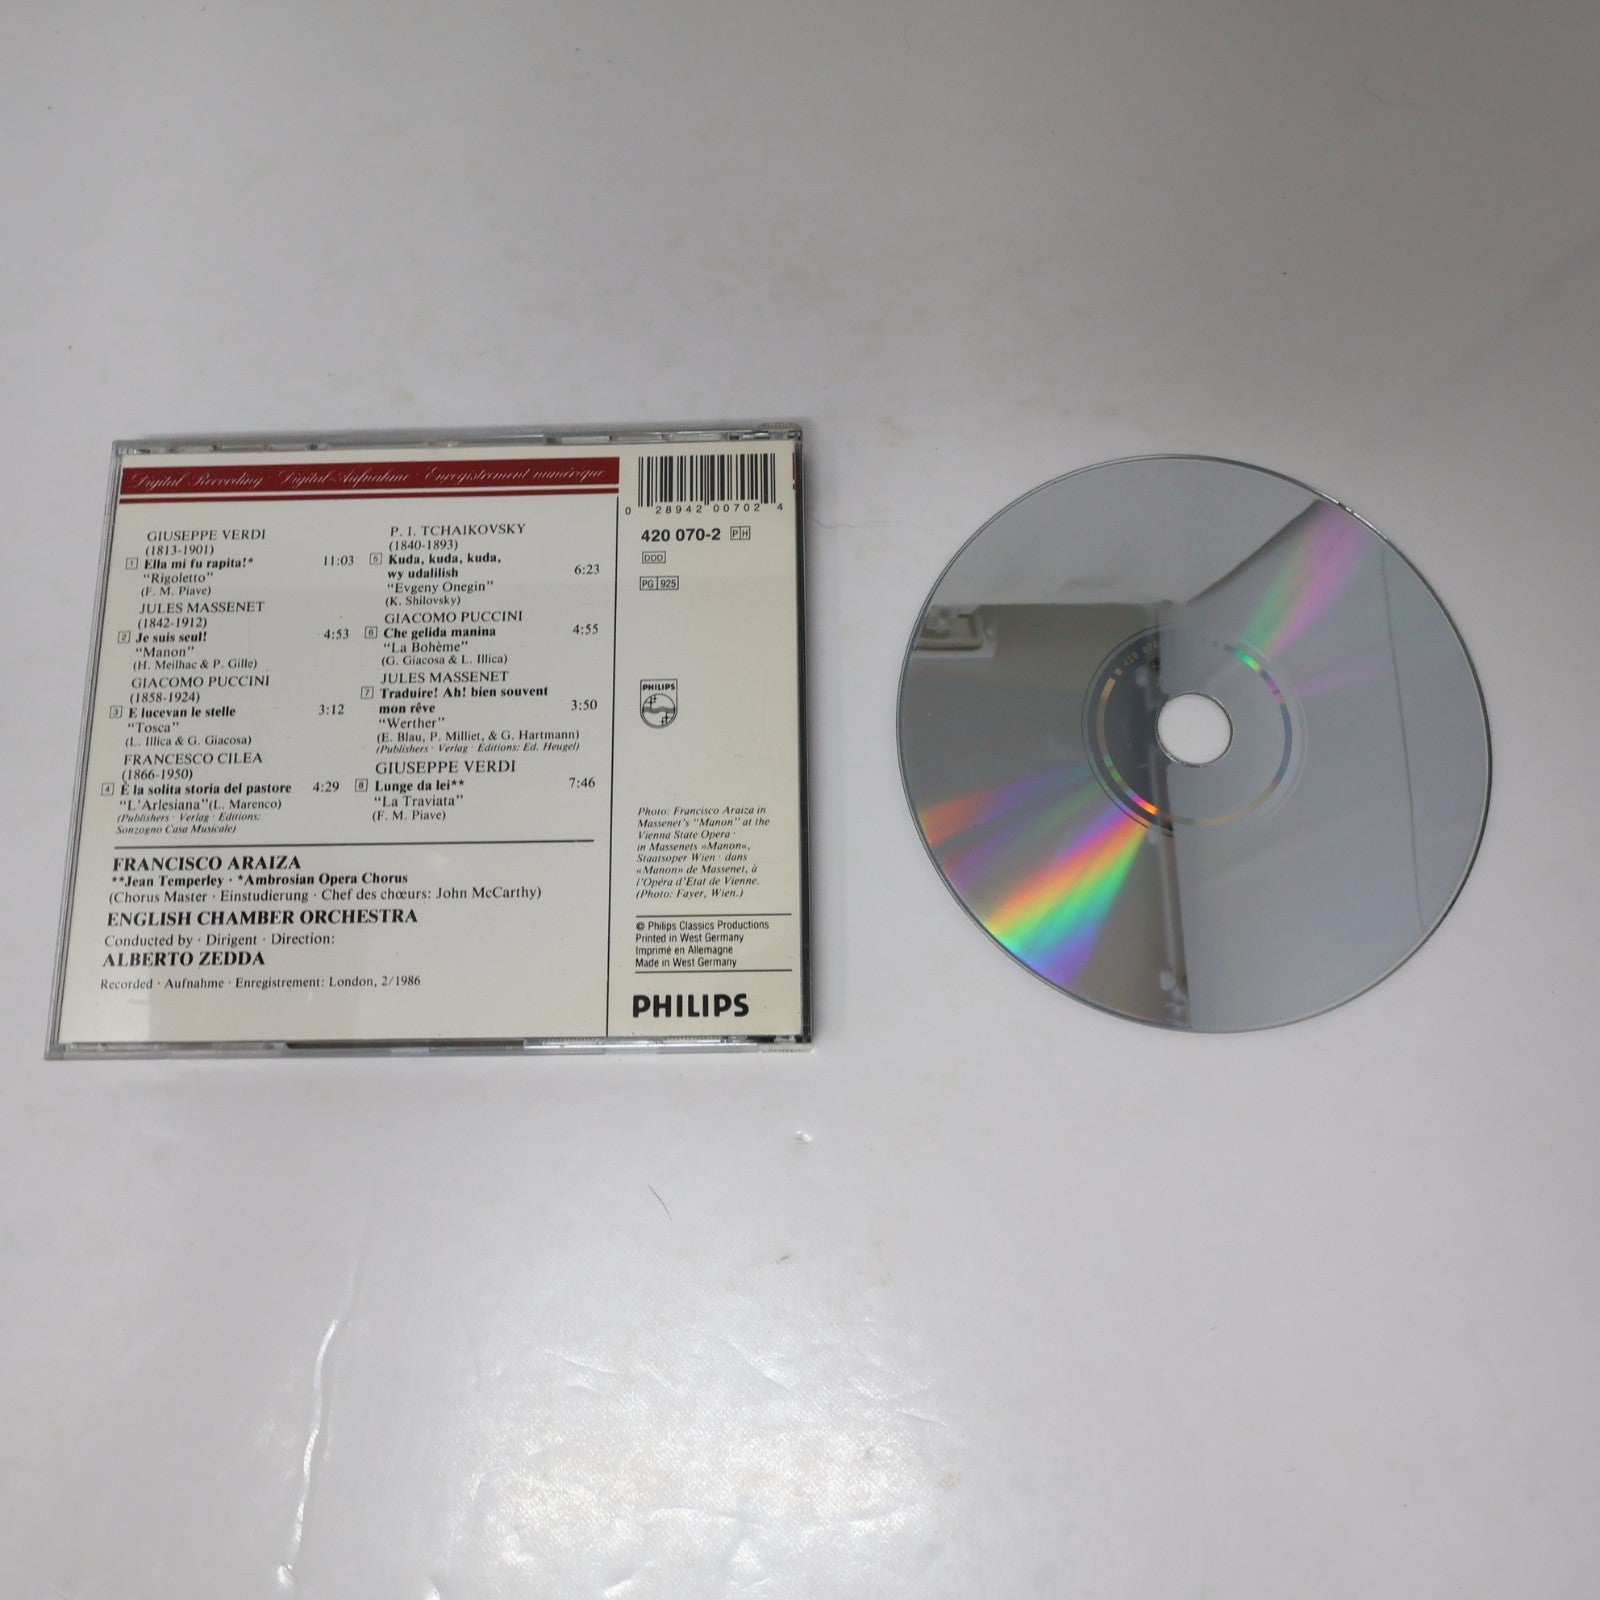 Digital Recording · Digital-Aufnahme · Enregistrement numérique
GIUSEPPE VERDI
(1813-1901)
1 Ella mi fu rapita!* 11:03
"Rigoletto"
(F. M. Piave)
JULES MASSENET
(1842-1912)
2 Je suis seul! 4:53
"Manon"
(H. Meilhac & P. Gille)
GIACOMO PUCCINI
(1858-1924)
3 E lucevan le stelle 3:12
"Tosca"
(L. Illica & G. Giacosa)
FRANCESCO CILEA
(1866-1950)
4 È la solita storia del pastore 4:29
"L'Arlesiana" (L. Marenco)
(Publishers · Verlag · Editions:
Sonzogno Casa Musicale)
P. I. TCHAIKOVSKY
(1840-1893)
5 Kuda, kuda, kuda,
wy udalilish 6:23
"Evgeny Onegin"
(K. Shilovsky)
GIACOMO PUCCINI
6 Che gelida manina 4:55
"La Bohème"
(G. Giacosa & L. Illica)
JULES MASSENET
7 Traduire! Ah! bien souvent
mon rêve 3:50
"Werther"
(E. Blau, P. Milliet, & G. Hartmann)
(Publishers · Verlag · Editions: Ed. Heugel)
GIUSEPPE VERDI
8 Lunge da lei** 7:46
"La Traviata"
(F. M. Piave)
FRANCISCO ARAIZA
**Jean Temperley · *Ambrosian Opera Chorus
(Chorus Master · Einstudierung · Chef des chœurs: John McCarthy)
ENGLISH CHAMBER ORCHESTRA
Conducted by · Dirigent · Direction:
ALBERTO ZEDDA
Recorded · Aufnahme · Enregistrement: London, 2/1986
0 28942 00702 4
420 070-2 PH
DDD
PG 925
PHILIPS
Photo: Francisco Araiza in
Massenet's "Manon" at the
Vienna State Opera ·
in Massenets »Manon«,
Staatsoper Wien · dans
«Manon» de Massenet, à
l'Opéra d'Etat de Vienne.
(Photo: Fayer, Wien.)
© Philips Classics Productions
Printed in West Germany
Imprimé en Allemagne
Made in West Germany
PHILIPS
420 070